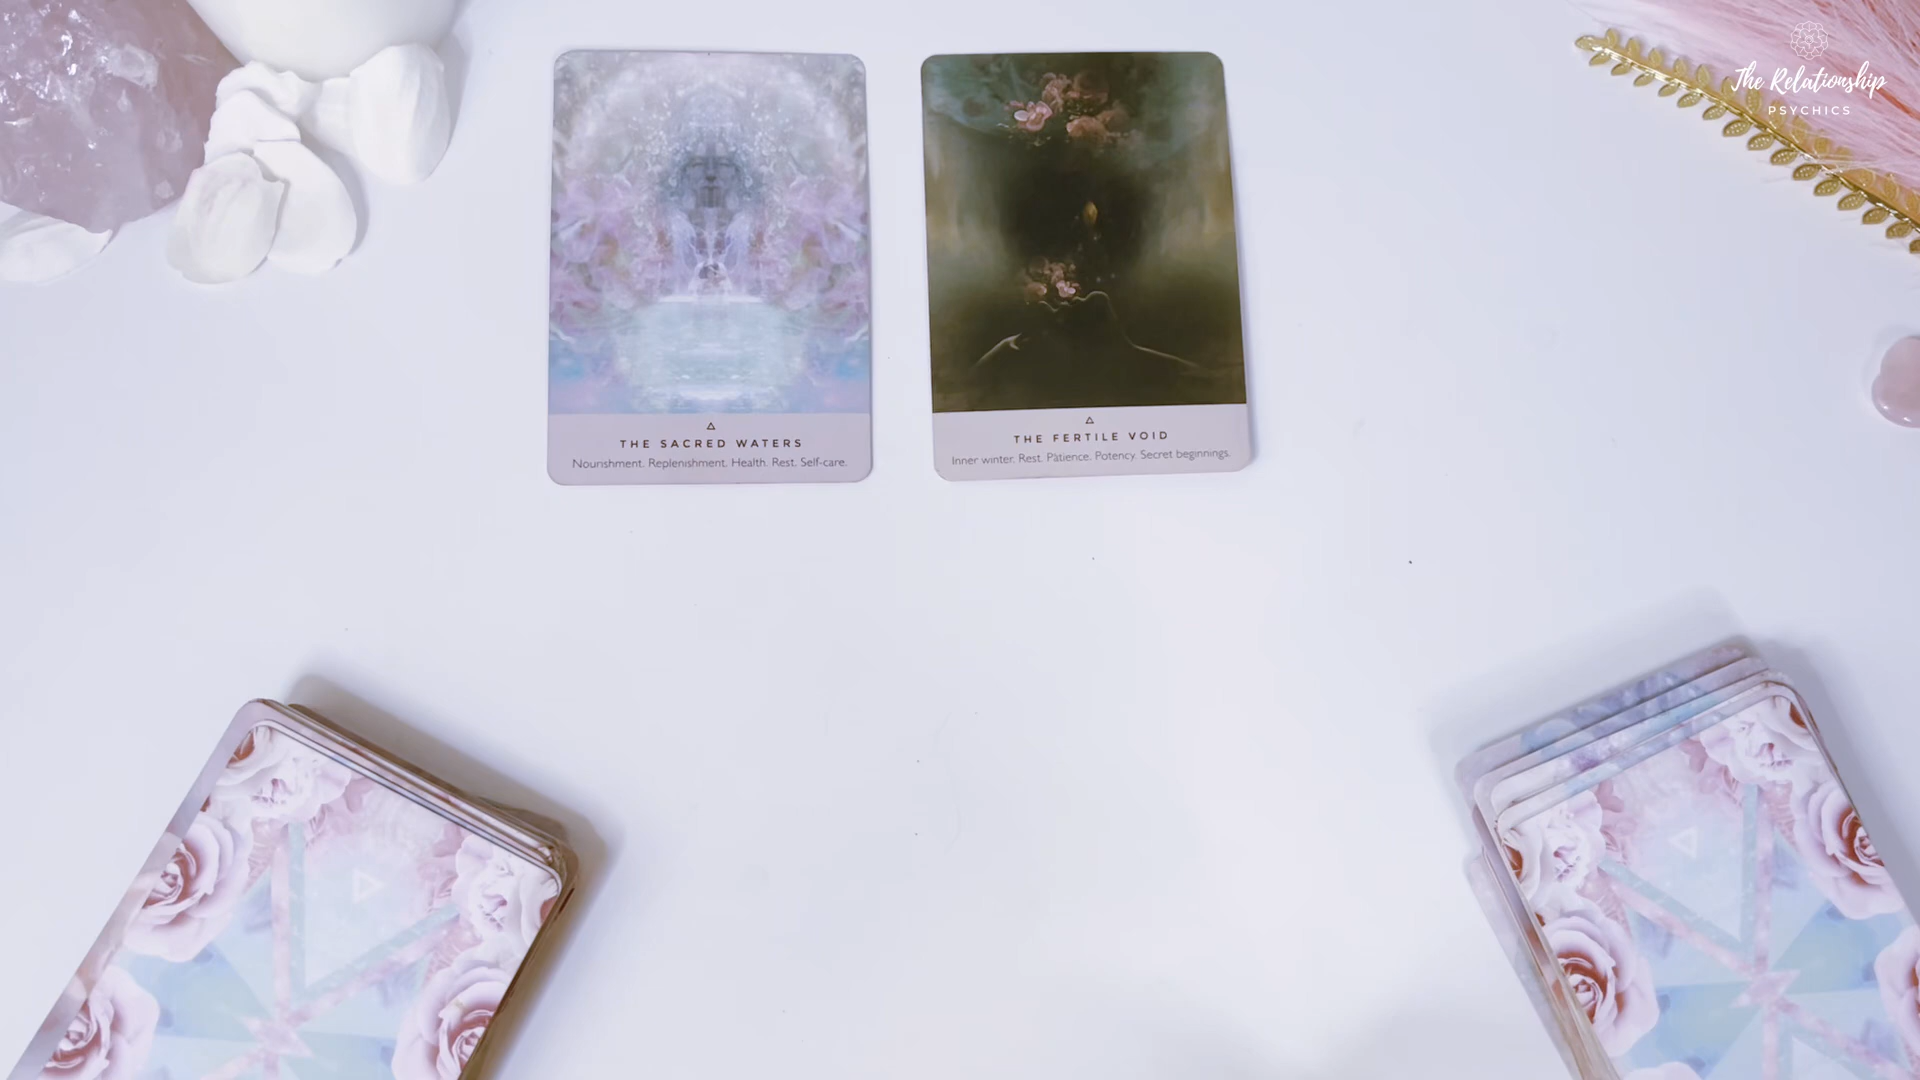 The Relationship
PSYCHICS
THE SACRED WATERS
Nourishment. Replenishment. Health. Rest. Self-care.
THE FERTILE VOID
Inner winter. Rest. Patience. Potency. Secret beginnings.